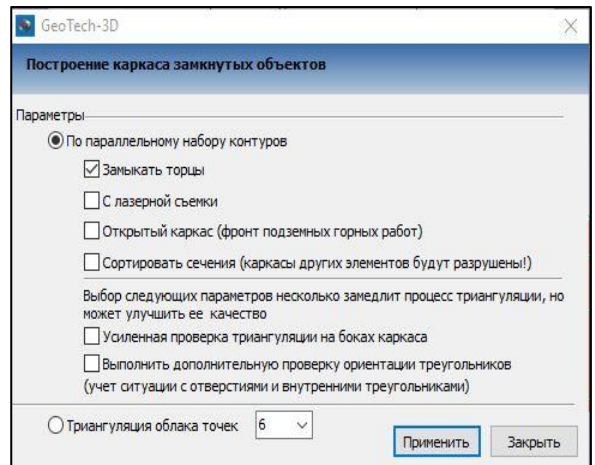 GeoTech-3D
Построение каркаса замкнутых объектов
Параметры
По параллельному набору контуров
Замыкать торцы
С лазерной съемки
Открытый каркас (фронт подземных горных работ)
Сортировать сечения (каркасы других элементов будут разрушены!)
Выбор следующих параметров несколько замедлит процесс триангуляции, но
может улучшить ее качество
Усиленная проверка триангуляции на боках каркаса
Выполнить дополнительную проверку ориентации треугольников
(учет ситуации с отверстиями и внутренними треугольниками)
Триангуляция облака точек 6
Применить Закрыть